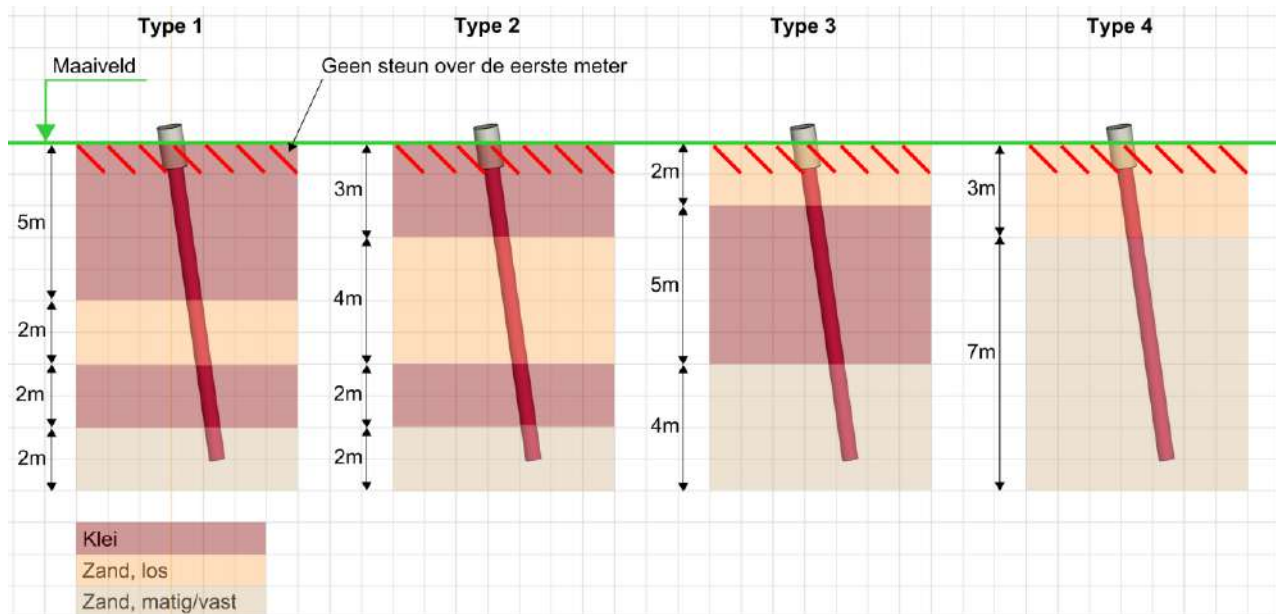 Type 1
Type 2
Type 3
Type 4
Maaiveld
Geen steun over de eerste meter
5m
2m
2m
2m
3m
4m
2m
2m
2m
5m
4m
3m
7m
Klei
Zand, los
Zand, matig/vast